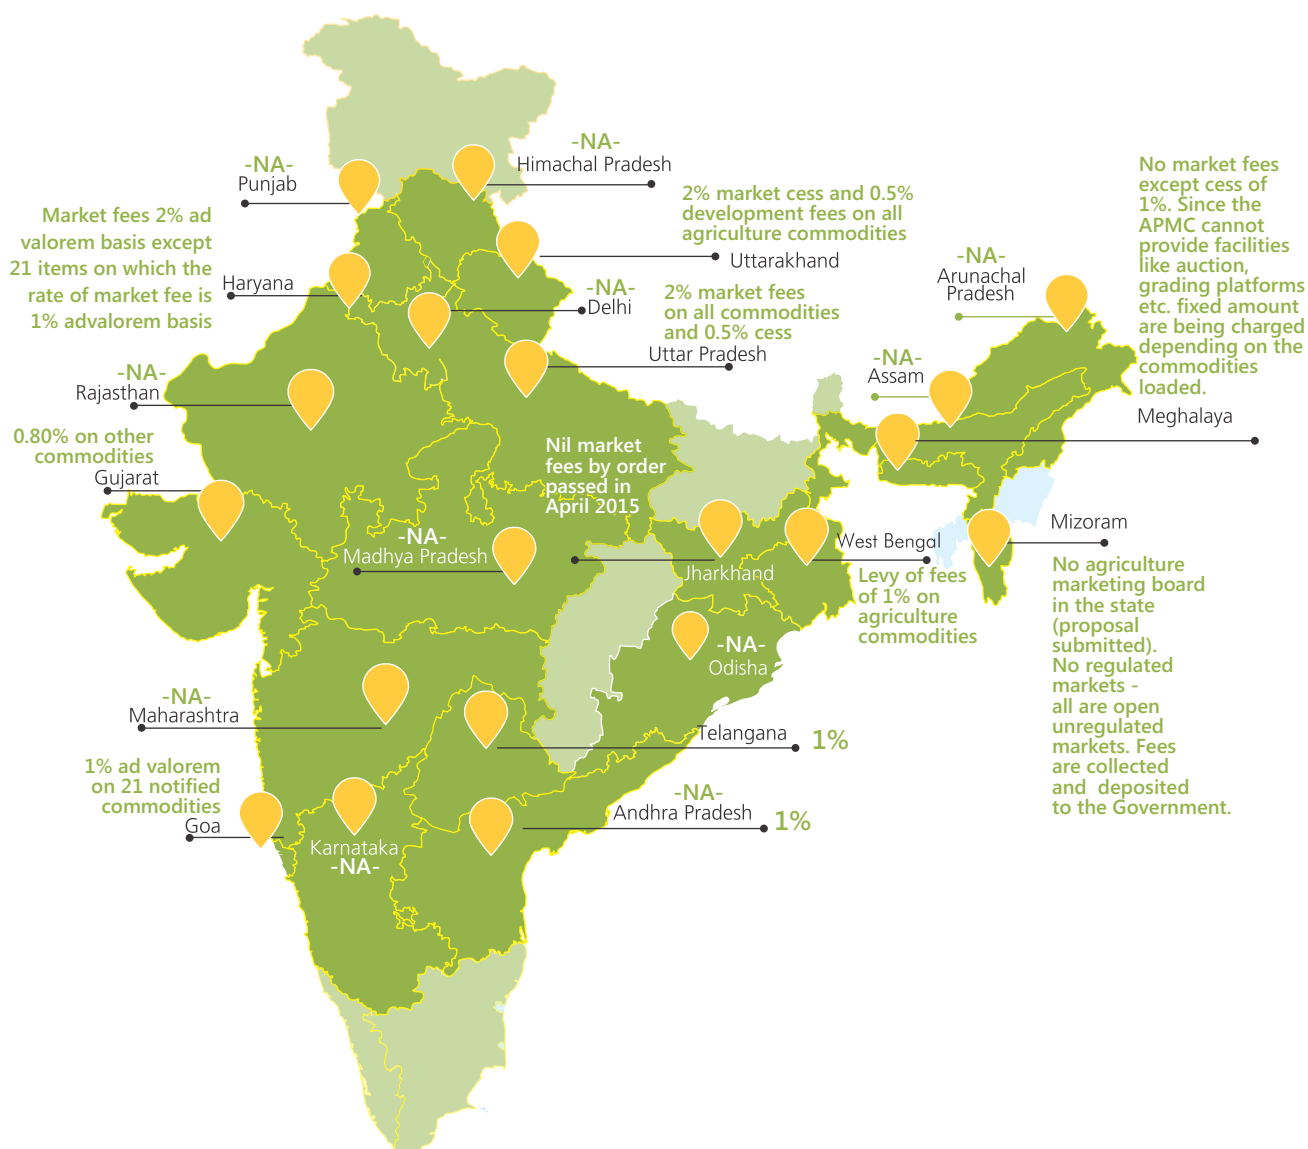 -NA-
Himachal Pradesh
-NA-
Punjab
No market fees
except cess of
1%. Since the
APMC cannot
provide facilities
like auction,
grading platforms
etc. fixed amount
are being charged
depending on the
commodities
loaded.
Meghalaya
2% market cess and 0.5%
development fees on all
agriculture commodities
Uttarakhand
Market fees 2% ad
valorem basis except
21 items on which the
rate of market fee is
1% advalorem basis
Haryana
-NA-
Arunachal
Pradesh
-NA-
Delhi
2% market fees
on all commodities
and 0.5% cess
Uttar Pradesh
-NA-
Assam
-NA-
Rajasthan
0.80% on other
commodities
Gujarat
Nil market
fees by order
passed in
April 2015
Jharkhand
-NA-
Madhya Pradesh
West Bengal
Levy of fees
of 1% on
agriculture
commodities
Mizoram
No agriculture
marketing board
in the state
(proposal
submitted).
No regulated
markets -
all are open
unregulated
markets. Fees
are collected
and  deposited
to the Government.
-NA-
Odisha
-NA-
Maharashtra
Telangana
1%
1% ad valorem
on 21 notified
commodities
Goa
-NA-
Andhra Pradesh
1%
Karnataka
-NA-